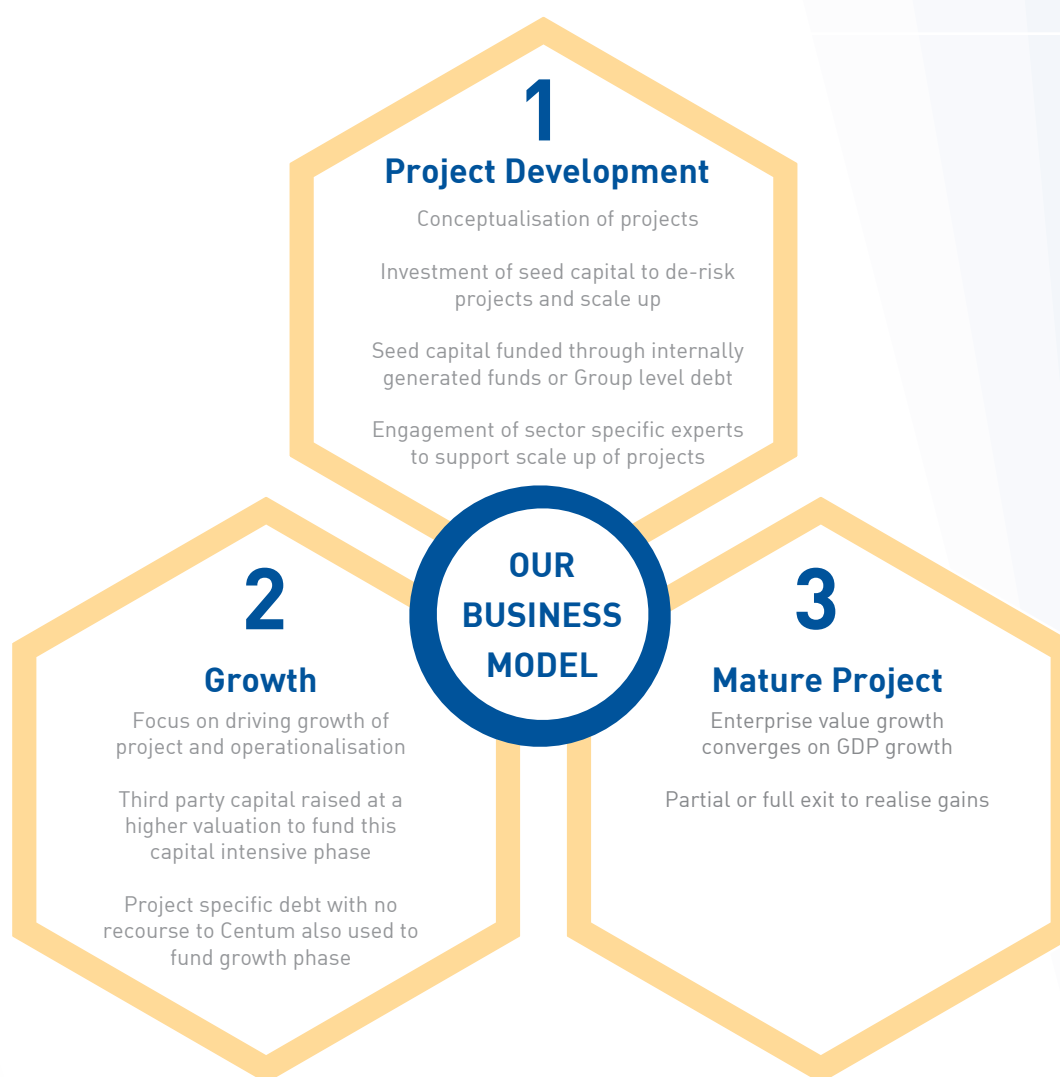 1
Project Development
Conceptualisation of projects
Investment of seed capital to de-risk
projects and scale up
Seed capital funded through internally
generated funds or Group level debt
Engagement of sector specific experts
to support scale up of projects
OUR
BUSINESS
MODEL
2
Growth
Focus on driving growth of
project and operationalisation
Third party capital raised at a
higher valuation to fund this
capital intensive phase
Project specific debt with no
recourse to Centum also used to
fund growth phase
3
Mature Project
Enterprise value growth
converges on GDP growth
Partial or full exit to realise gains